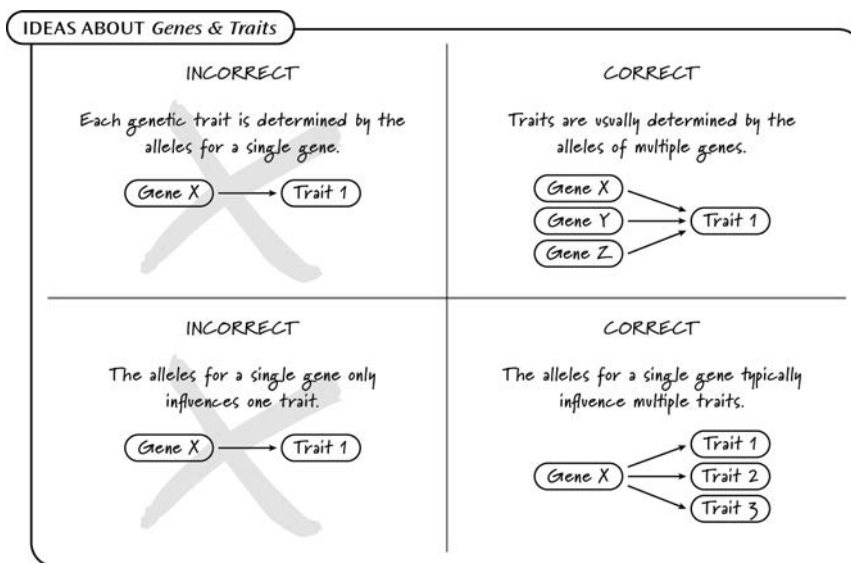 IDEAS ABOUT Genes & Traits
INCORRECT
Each genetic trait is determined by the
alleles for a single gene.
Gene X
Trait 1
CORRECT
Traits are usually determined by the
alleles of multiple genes.
Gene X
Gene Y
Gene Z
Trait 1
INCORRECT
The alleles for a single gene only
influences one trait.
Gene X
Trait 1
CORRECT
The alleles for a single gene typically
influence multiple traits.
Gene X
Trait 1
Trait 2
Trait 3